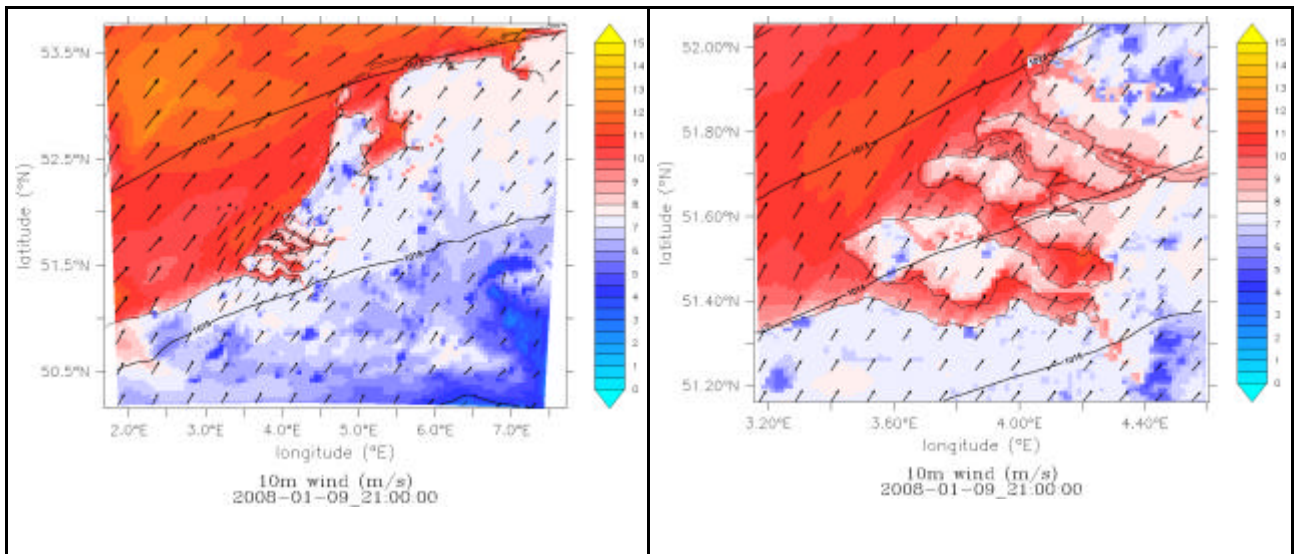 53.5°N
52.5°N
51.5°N
50.5°N
latitude (°N)
2.0°E 3.0°E 4.0°E 5.0°E 6.0°E 7.0°E
longitude (°E)
15
14
13
12
11
10
9
8
7
6
5
4
3
2
1
0
10m wind (m/s)
2008-01-09_21:00:00
52.00°N
51.80°N
51.60°N
51.40°N
51.20°N
latitude (°N)
3.20°E 3.60°E 4.00°E 4.40°E
longitude (°E)
15
14
13
12
11
10
9
8
7
6
5
4
3
2
1
0
10m wind (m/s)
2008-01-09_21:00:00